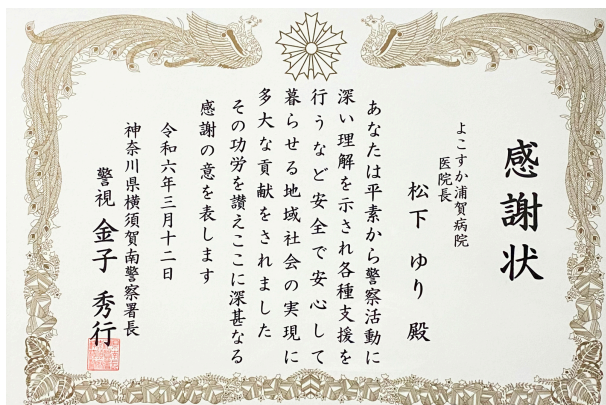 感謝状
よこすか浦賀病院
医院長
松下 ゆり 殿
あなたは平素から警察活動に
深い理解を示され各種支援を
行うなど安全で安心して
暮らせる地域社会の実現に
多大な貢献をされました
その功労を讃えここに深甚なる
感謝の意を表します
令和六年三月十二日
神奈川県横須賀南警察署長
警視 金子 秀行